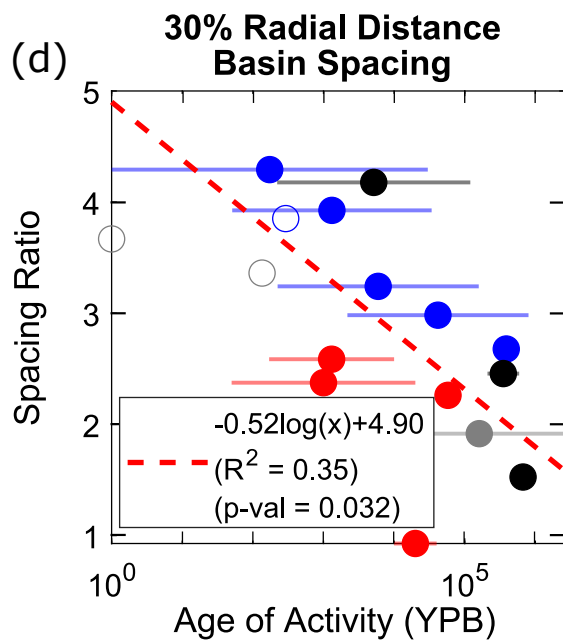 (d)
30% Radial Distance
Basin Spacing
5
4
3
2
1
Spacing Ratio
-0.52log(x)+4.90
(R² = 0.35)
(p-val = 0.032)
10⁰
10⁵
Age of Activity (YPB)